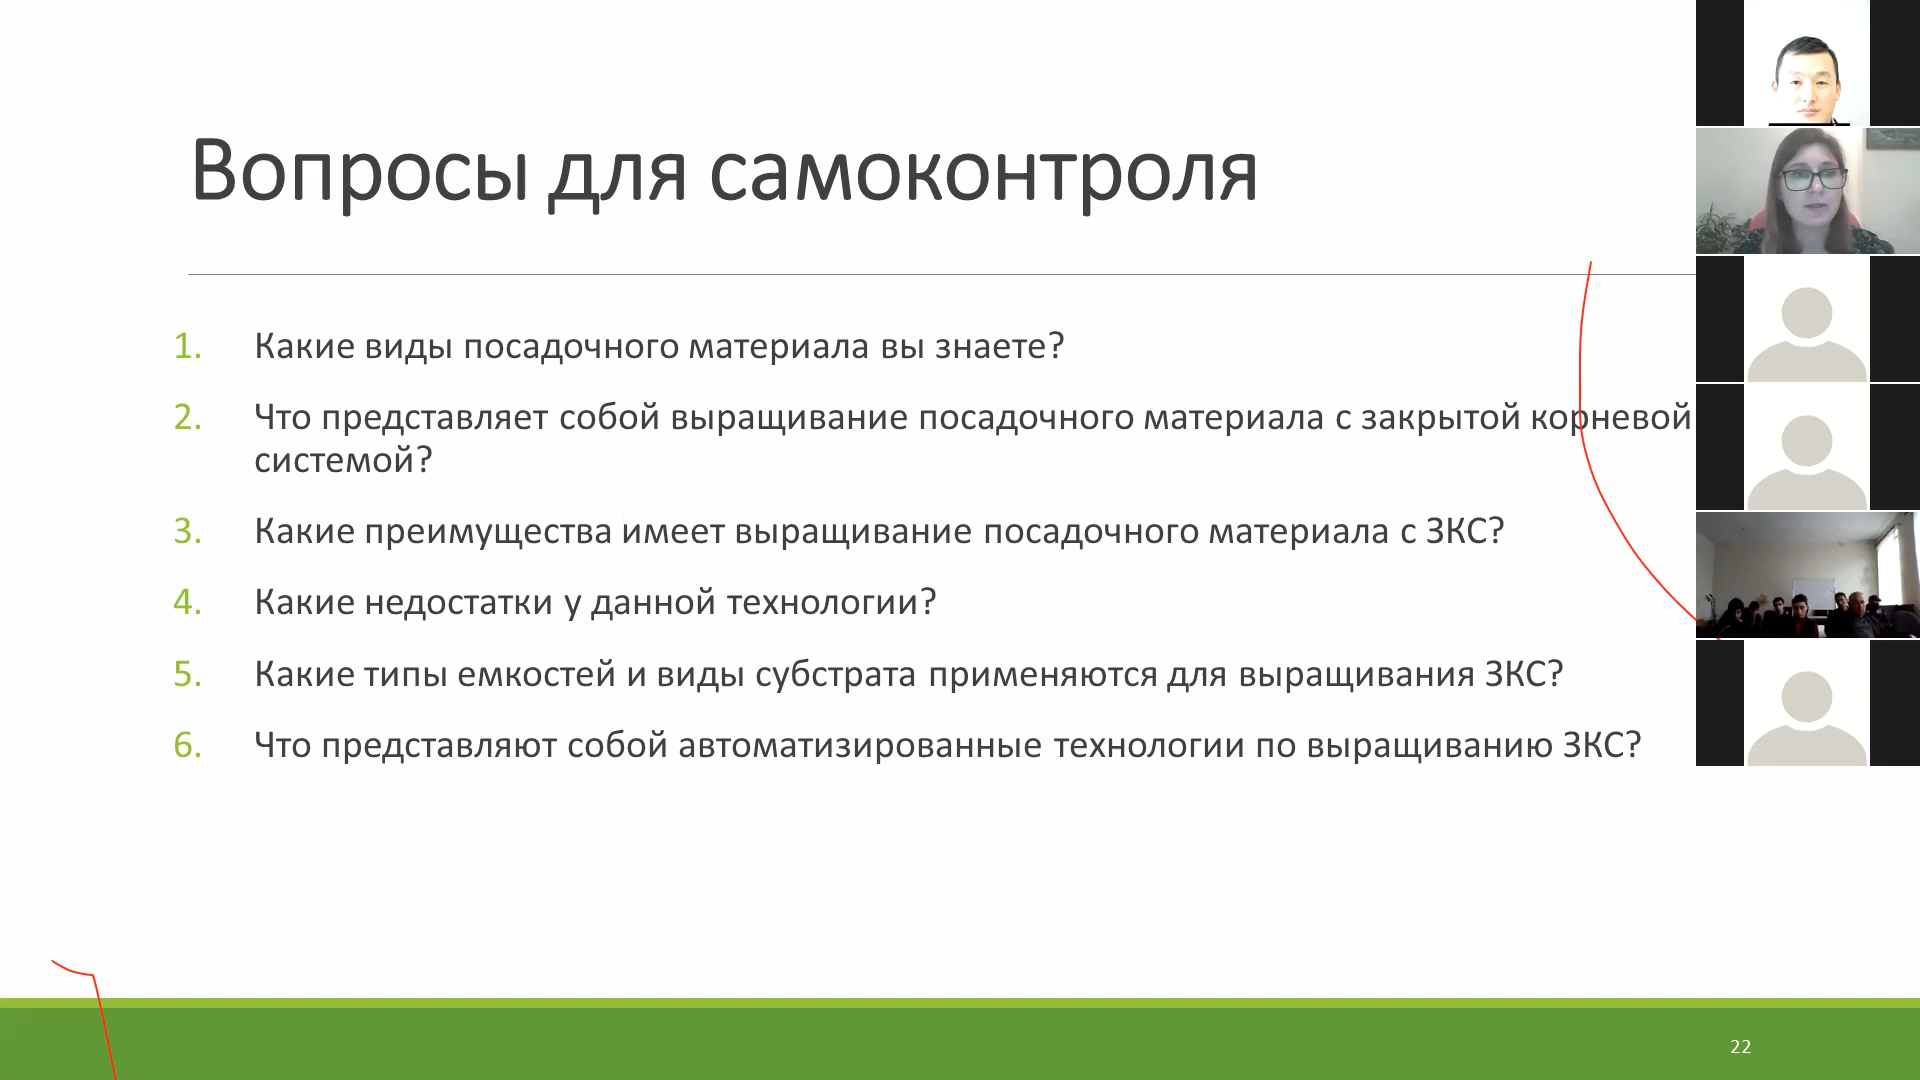 Вопросы для самоконтроля
1. Какие виды посадочного материала вы знаете?
2. Что представляет собой выращивание посадочного материала с закрытой корневой
системой?
3. Какие преимущества имеет выращивание посадочного материала с ЗКС?
4. Какие недостатки у данной технологии?
5. Какие типы емкостей и виды субстрата применяются для выращивания ЗКС?
6. Что представляют собой автоматизированные технологии по выращиванию ЗКС?
22